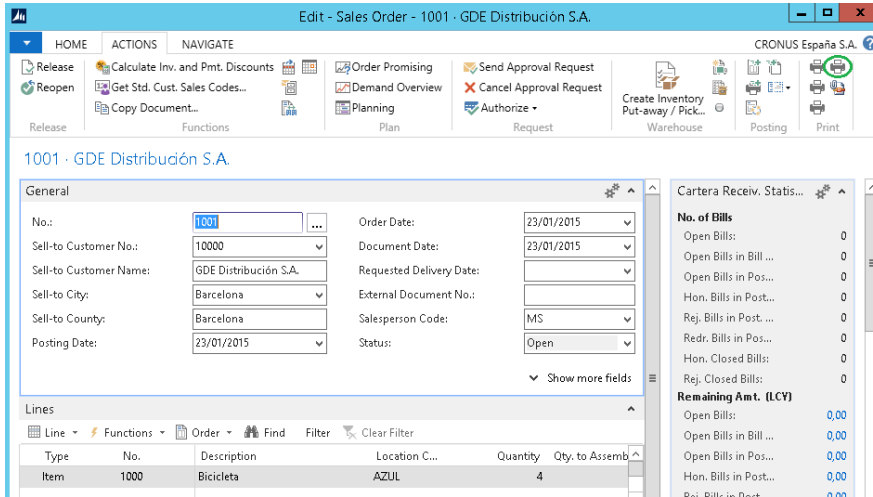 Edit - Sales Order - 1001 · GDE Distribución S.A.
HOME ACTIONS NAVIGATE CRONUS España S.A.
Release Calculate Inv. and Pmt. Discounts Order Promising Send Approval Request
Reopen Get Std. Cust. Sales Codes... Demand Overview Cancel Approval Request Create Inventory
Copy Document... Planning Authorize Put-away / Pick...
Release Functions Plan Request Warehouse Posting Print
1001 · GDE Distribución S.A.
General
No.: 1001 ... Order Date: 23/01/2015
Sell-to Customer No.: 10000 Document Date: 23/01/2015
Sell-to Customer Name: GDE Distribución S.A. Requested Delivery Date:
Sell-to City: Barcelona External Document No.:
Sell-to County: Barcelona Salesperson Code: MS
Posting Date: 23/01/2015 Status: Open
Show more fields
Lines
Line Functions Order Find Filter Clear Filter
Type No. Description Location C... Quantity Qty. to Assemb
Item 1000 Bicicleta AZUL 4
Cartera Receiv. Statis...
No. of Bills
Open Bills: 0
Open Bills in Bill ... 0
Open Bills in Pos... 0
Hon. Bills in Post... 0
Rej. Bills in Post. ... 0
Redr. Bills in Pos... 0
Hon. Closed Bills: 0
Rej. Closed Bills: 0
Remaining Amt. (LCY)
Open Bills: 0,00
Open Bills in Bill ... 0,00
Open Bills in Pos... 0,00
Hon. Bills in Post... 0,00